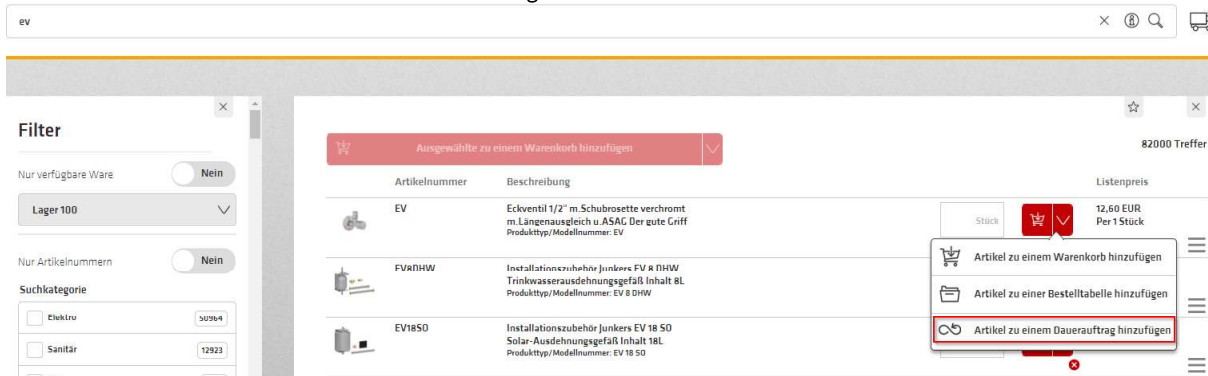 ev
Filter
Ausgewählte zu einem Warenkorb hinzufügen
82000 Treffer
Nur verfügbare Ware
Nein
Artikelnummer
Beschreibung
Listenpreis
Lager 100
EV
Eckventil 1/2" m.Schubrosette verchromt
m.Längenausgleich u.ASAG Der gute Griff
Produkttyp/Modellnummer: EV
Stück
12,60 EUR
Per 1 Stück
Artikel zu einem Warenkorb hinzufügen
Nur Artikelnummern
Nein
EV8DHW
Installationszubehör Junkers EV 8 DHW
Trinkwasserausdehnungsgefäß Inhalt 8L
Produkttyp/Modellnummer: EV 8 DHW
Artikel zu einer Bestelltabelle hinzufügen
Suchkategorie
Elektro
50964
EV18SO
Installationszubehör Junkers EV 18 SO
Solar-Ausdehnungsgefäß Inhalt 18L
Produkttyp/Modellnummer: EV 18 SO
Artikel zu einem Dauerauftrag hinzufügen
Sanitär
12923